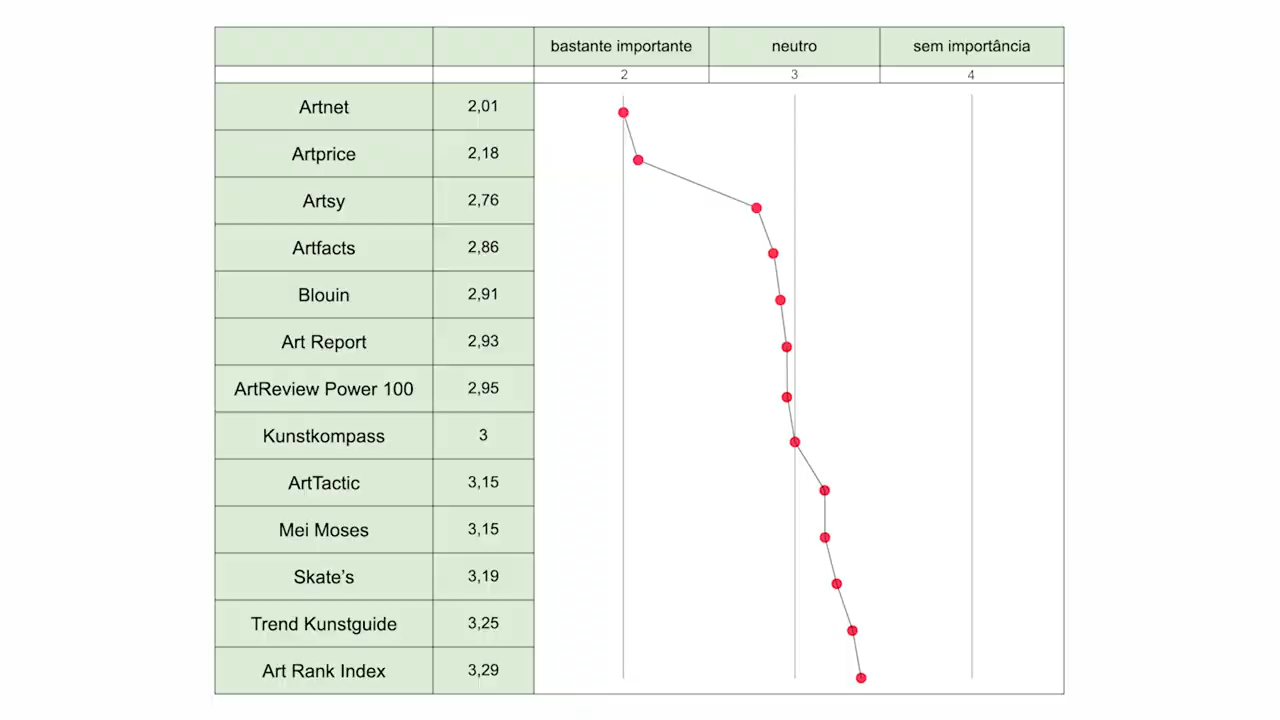 bastante importante neutro sem importância
2 3 4
Artnet 2,01
Artprice 2,18
Artsy 2,76
Artfacts 2,86
Blouin 2,91
Art Report 2,93
ArtReview Power 100 2,95
Kunstkompass 3
ArtTactic 3,15
Mei Moses 3,15
Skate’s 3,19
Trend Kunstguide 3,25
Art Rank Index 3,29